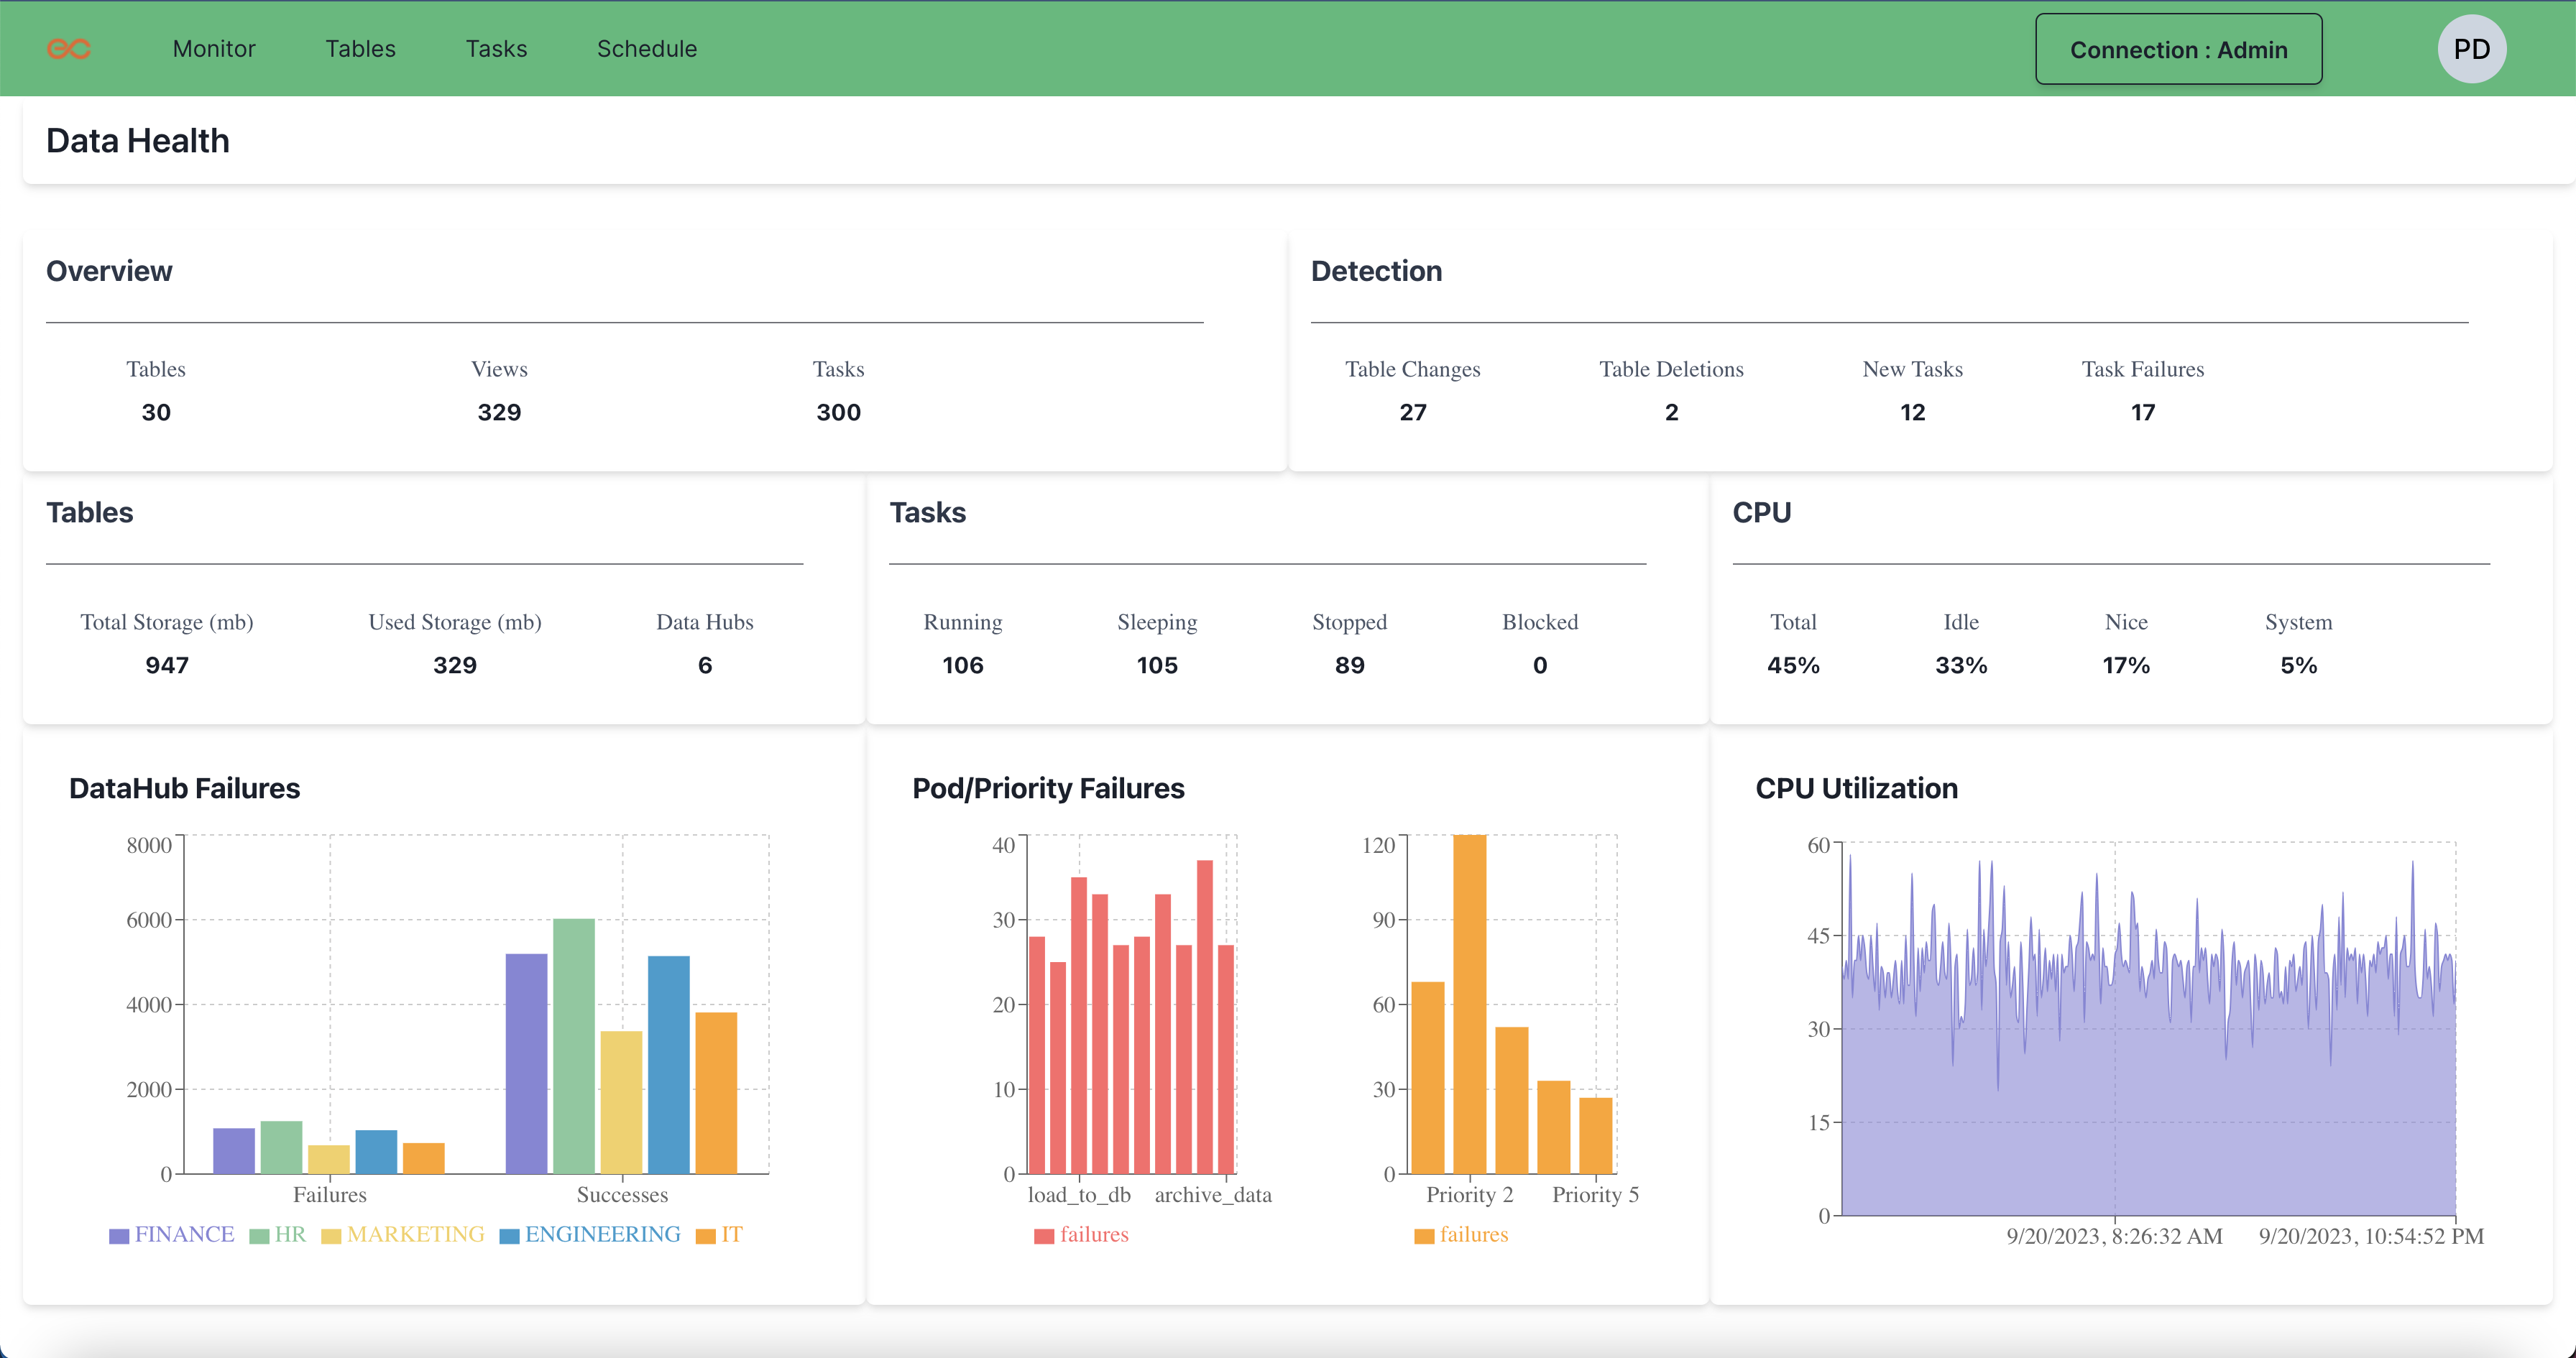 Monitor Tables Tasks Schedule Connection : Admin PD
Data Health
Overview
Tables Views Tasks
30 329 300
Detection
Table Changes Table Deletions New Tasks Task Failures
27 2 12 17
Tables
Total Storage (mb) Used Storage (mb) Data Hubs
947 329 6
Tasks
Running Sleeping Stopped Blocked
106 105 89 0
CPU
Total Idle Nice System
45% 33% 17% 5%
DataHub Failures
8000
6000
4000
2000
0
Failures Successes
FINANCE HR MARKETING ENGINEERING IT
Pod/Priority Failures
40
30
20
10
0
load_to_db archive_data
failures
120
90
60
30
0
Priority 2 Priority 5
failures
CPU Utilization
60
45
30
15
0
9/20/2023, 8:26:32 AM 9/20/2023, 10:54:52 PM